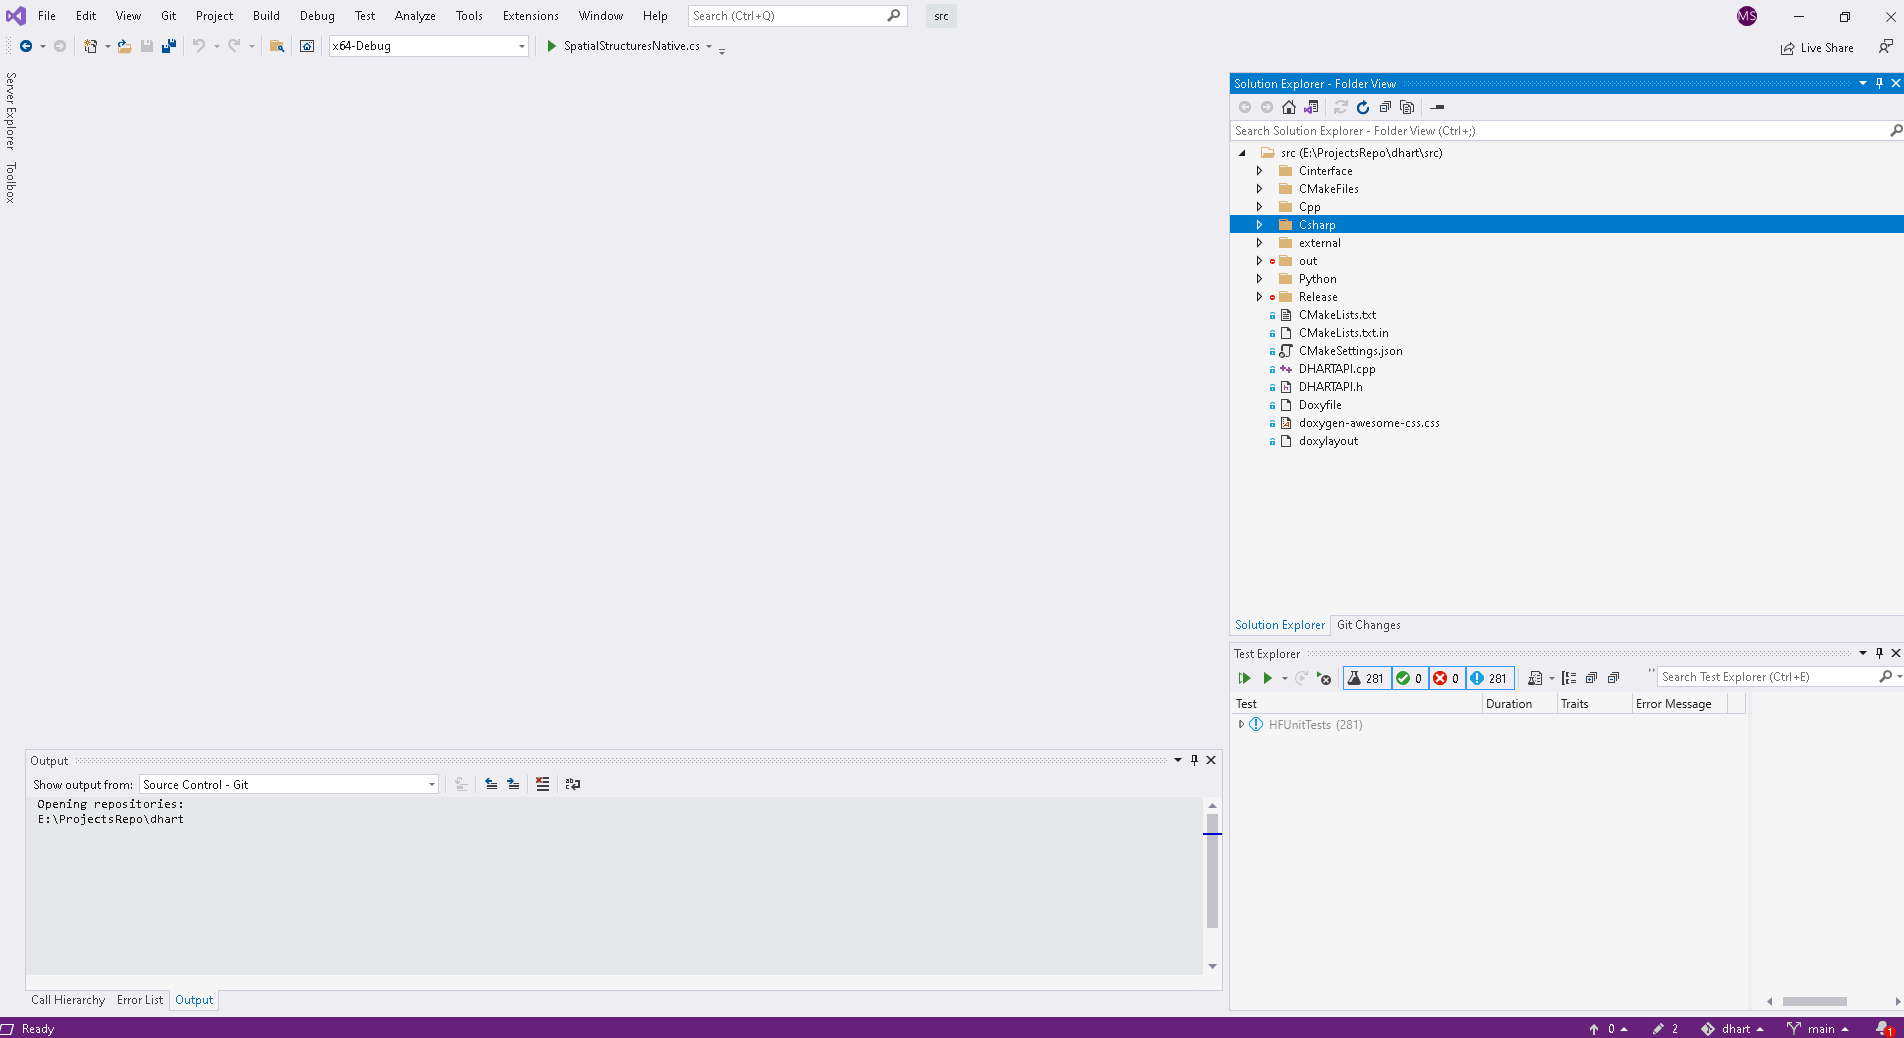 File Edit View Git Project Build Debug Test Analyze Tools Extensions Window Help Search (Ctrl+Q) src MS
x64-Debug SpatialStructuresNative.cs Live Share
Server Explorer
Toolbox
Solution Explorer - Folder View
Search Solution Explorer - Folder View (Ctrl+;)
src (E:\ProjectsRepo\dhart\src)
Cinterface
CMakeFiles
Cpp
Csharp
external
out
Python
Release
CMakeLists.txt
CMakeLists.txt.in
CMakeSettings.json
DHARTAPI.cpp
DHARTAPI.h
Doxyfile
doxygen-awesome-css.css
doxylayout
Solution Explorer Git Changes
Test Explorer
281 0 0 281 Search Test Explorer (Ctrl+E)
Test Duration Traits Error Message
HFUnitTests (281)
Output
Show output from: Source Control - Git
Opening repositories:
E:\ProjectsRepo\dhart
Call Hierarchy Error List Output
Ready 0 2 dhart main 1